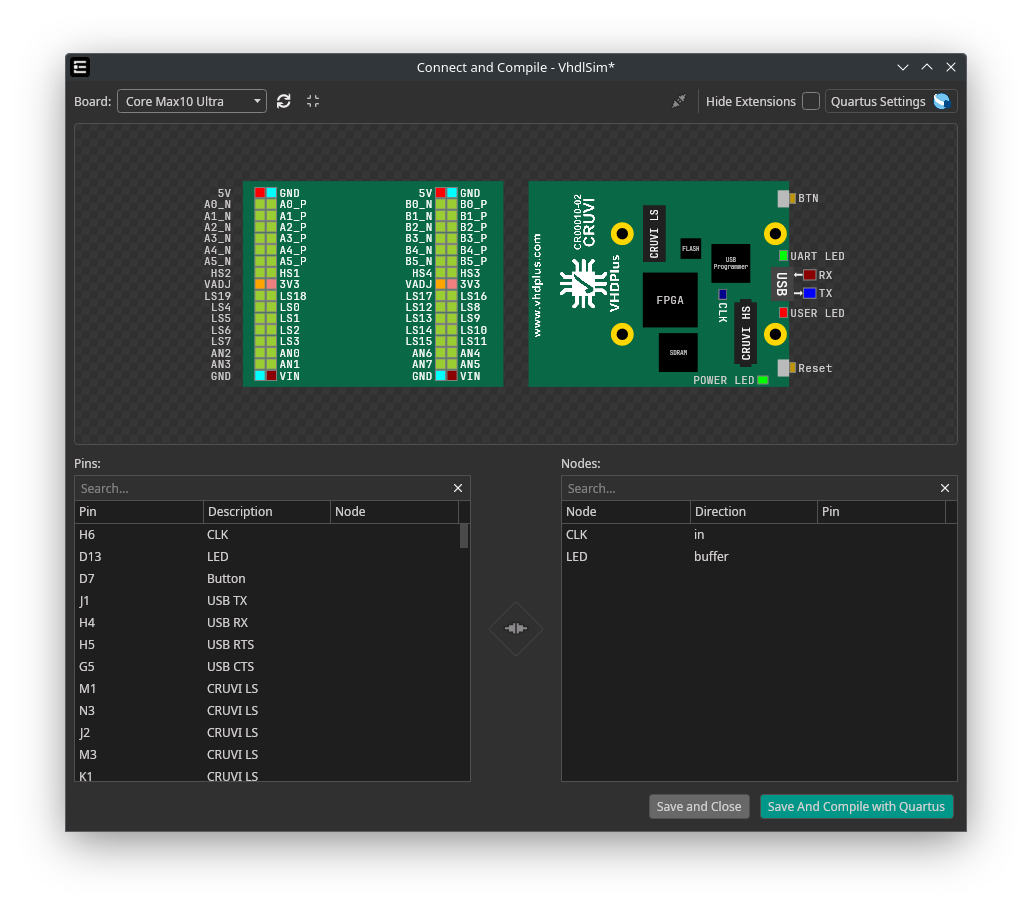 Connect and Compile - VhdlSim*
Board: Core Max10 Ultra Hide Extensions Quartus Settings
5V GND 5V GND
A0_N A0_P B0_N B0_P
A1_N A1_P B1_N B1_P
A2_N A2_P B2_N B2_P
A3_N A3_P B3_N B3_P
A4_N A4_P B4_N B4_P
A5_N A5_P B5_N B5_P
HS2 HS1 HS4 HS3
VADJ 3V3 VADJ 3V3
LS19 LS18 LS17 LS16
LS4 LS0 LS12 LS8
LS5 LS1 LS13 LS9
LS6 LS2 LS14 LS10
LS7 LS3 LS15 LS11
AN2 AN0 AN6 AN4
AN3 AN1 AN7 AN5
GND VIN GND VIN
www.vhdplus.com
CR00010-02
CRUVI
VHDPlus
CRUVI LS
FLASH
USB
Programmer
FPGA
CLK
SDRAM
CRUVI HS
USB
BTN
UART LED
RX
TX
USER LED
Reset
POWER LED
Pins:
Search...
Pin Description Node
H6 CLK
D13 LED
D7 Button
J1 USB TX
H4 USB RX
H5 USB RTS
G5 USB CTS
M1 CRUVI LS
N3 CRUVI LS
J2 CRUVI LS
M3 CRUVI LS
K1 CRUVI LS
Nodes:
Search...
Node Direction Pin
CLK in
LED buffer
Save and Close Save And Compile with Quartus